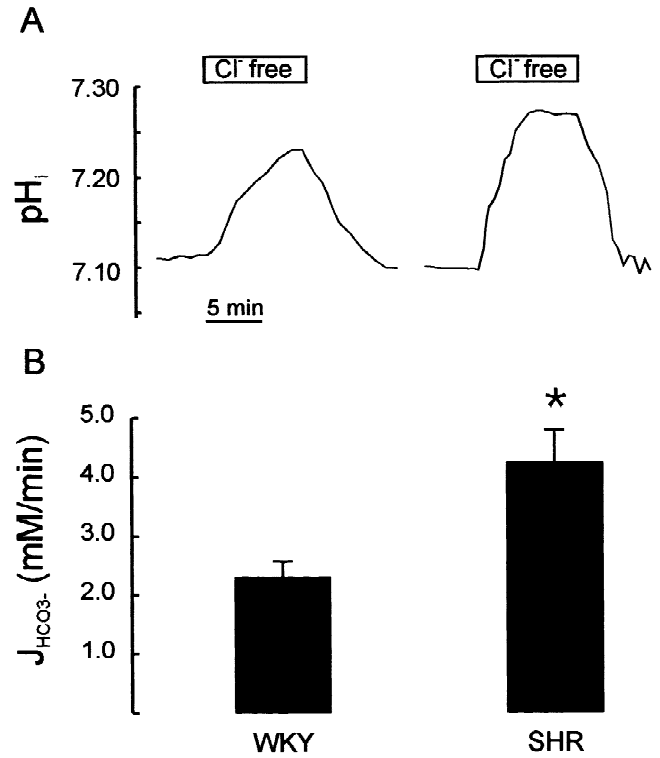 A
Cl⁻ free Cl⁻ free
7.30
7.20
7.10
pHᵢ
5 min
B
*
5.0
4.0
3.0
2.0
1.0
J_HCO3- (mM/min)
WKY SHR